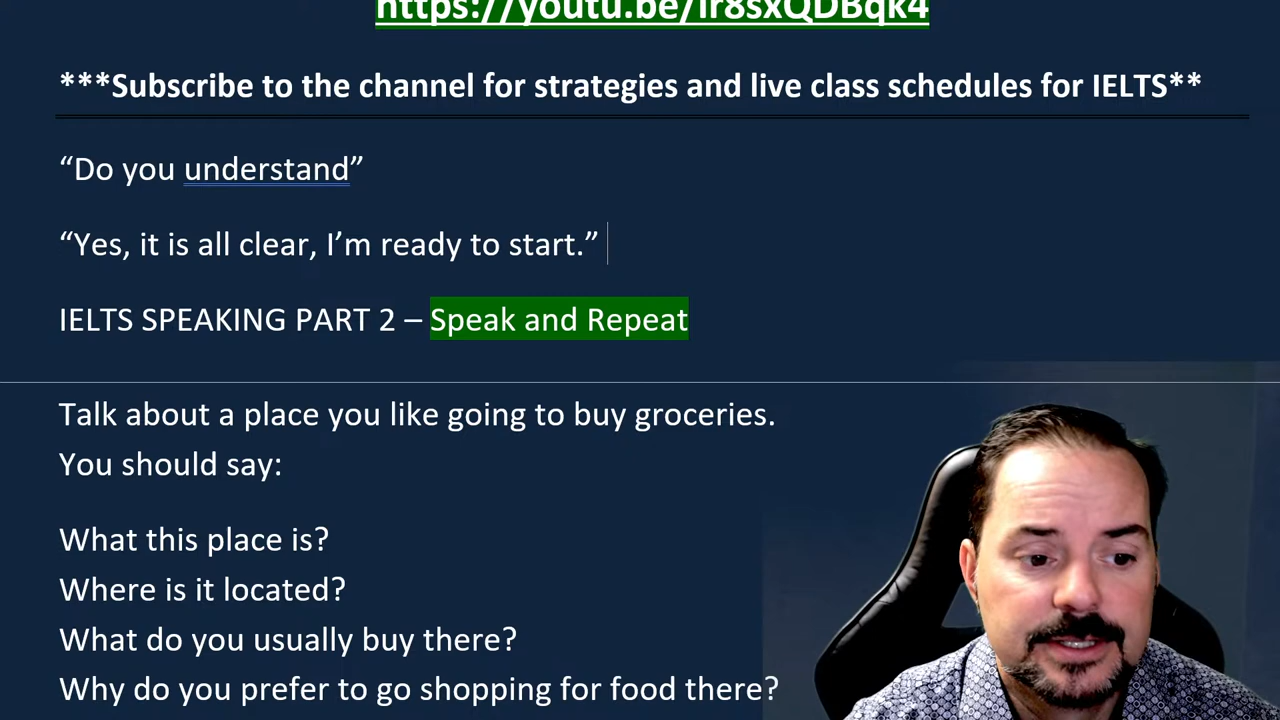 ***Subscribe to the channel for strategies and live class schedules for IELTS**
“Do you understand”
“Yes, it is all clear, I’m ready to start.”
IELTS SPEAKING PART 2 – Speak and Repeat
Talk about a place you like going to buy groceries.
You should say:
What this place is?
Where is it located?
What do you usually buy there?
Why do you prefer to go shopping for food there?